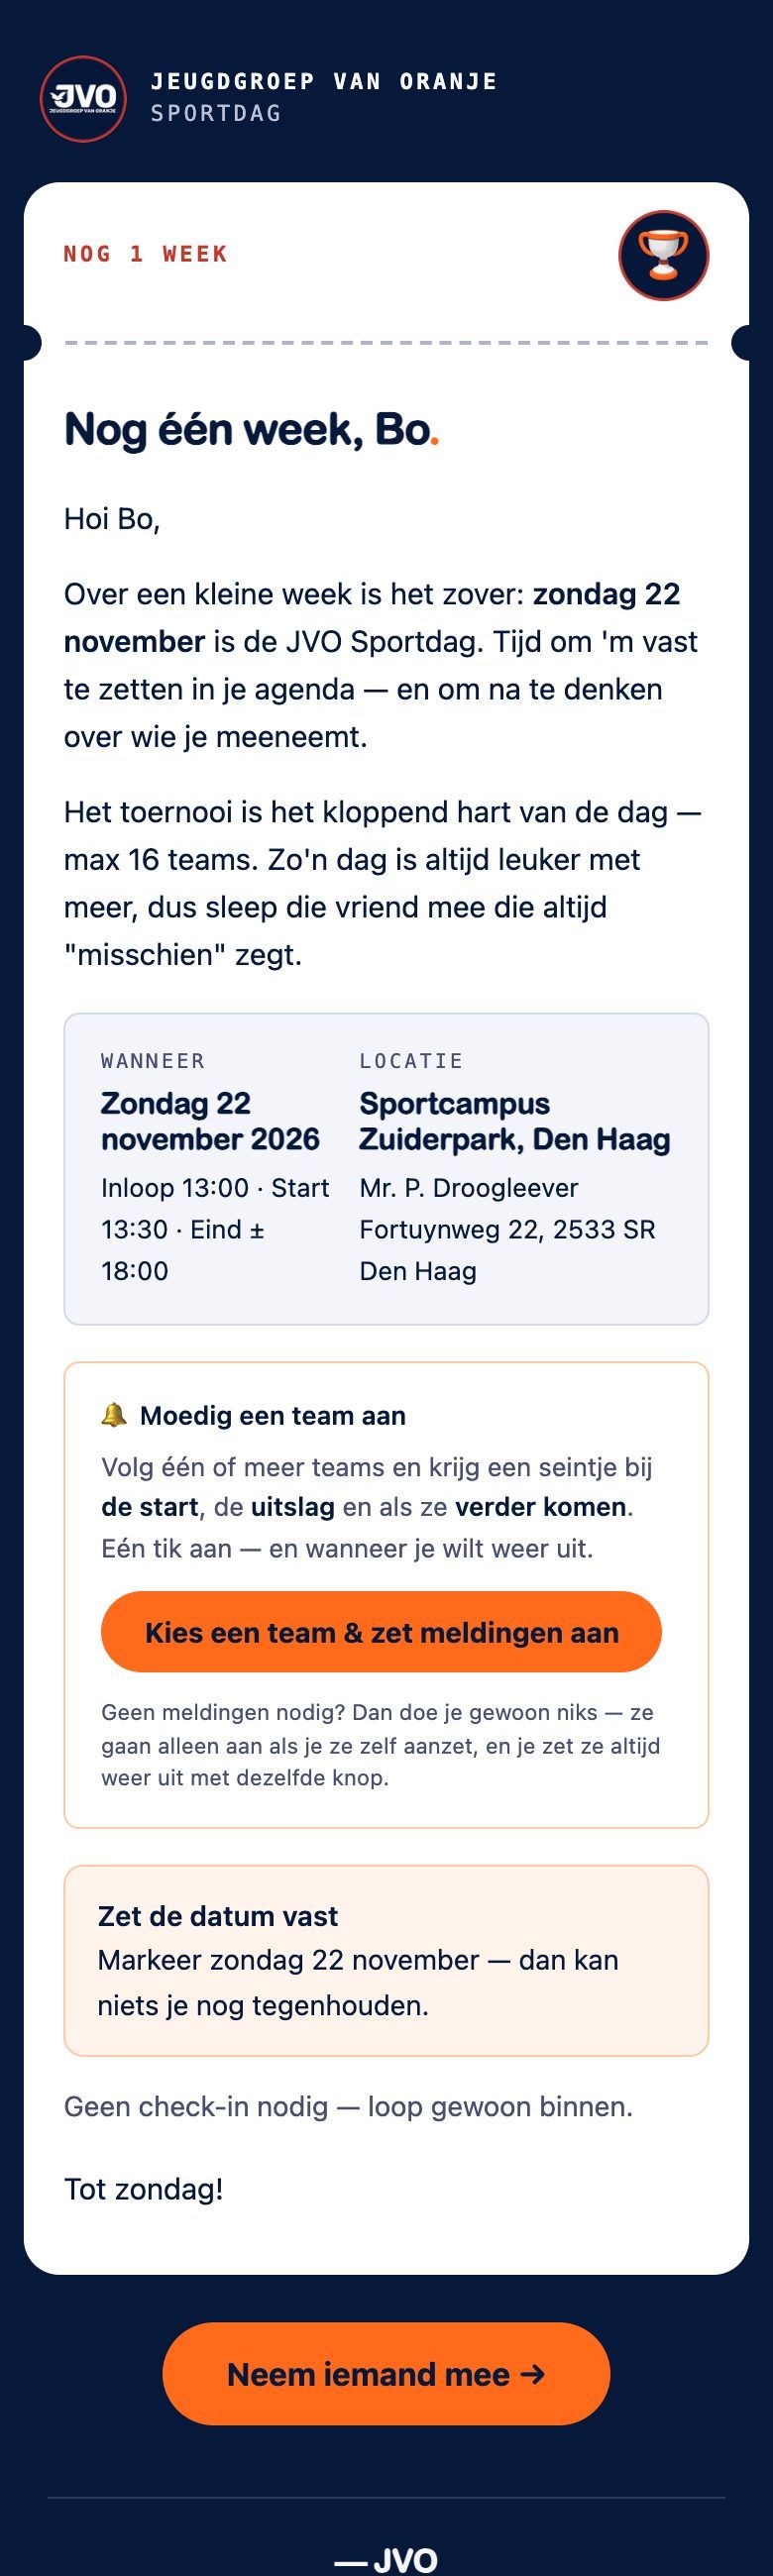 JVO
JEUGDGROEP VAN ORANJE
JEUGDGROEP VAN ORANJE
SPORTDAG
NOG 1 WEEK
Nog één week, Bo.
Hoi Bo,
Over een kleine week is het zover: zondag 22
november is de JVO Sportdag. Tijd om 'm vast
te zetten in je agenda — en om na te denken
over wie je meeneemt.
Het toernooi is het kloppend hart van de dag —
max 16 teams. Zo'n dag is altijd leuker met
meer, dus sleep die vriend mee die altijd
"misschien" zegt.
WANNEER
Zondag 22
november 2026
Inloop 13:00 · Start
13:30 · Eind ±
18:00
LOCATIE
Sportcampus
Zuiderpark, Den Haag
Mr. P. Droogleever
Fortuynweg 22, 2533 SR
Den Haag
🔔 Moedig een team aan
Volg één of meer teams en krijg een seintje bij
de start, de uitslag en als ze verder komen.
Eén tik aan — en wanneer je wilt weer uit.
Kies een team & zet meldingen aan
Geen meldingen nodig? Dan doe je gewoon niks — ze
gaan alleen aan als je ze zelf aanzet, en je zet ze altijd
weer uit met dezelfde knop.
Zet de datum vast
Markeer zondag 22 november — dan kan
niets je nog tegenhouden.
Geen check-in nodig — loop gewoon binnen.
Tot zondag!
Neem iemand mee →
— JVO